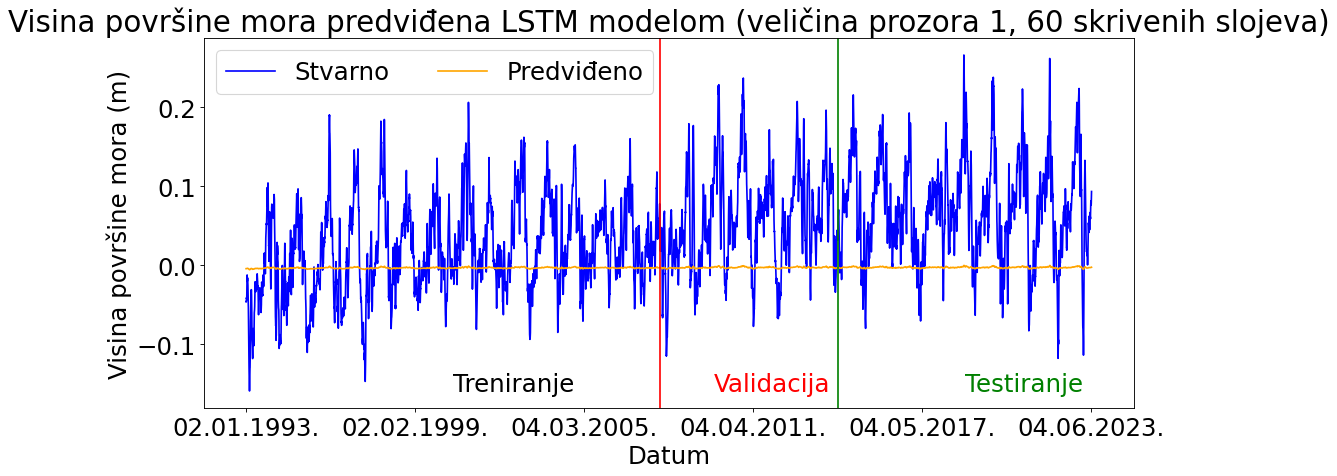 Visina površine mora predviđena LSTM modelom (veličina prozora 1, 60 skrivenih slojeva)
Stvarno
Predviđeno
Visina površine mora (m)
0.2
0.1
0.0
−0.1
Treniranje
Validacija
Testiranje
02.01.1993.
02.02.1999.
04.03.2005.
04.04.2011.
04.05.2017.
04.06.2023.
Datum